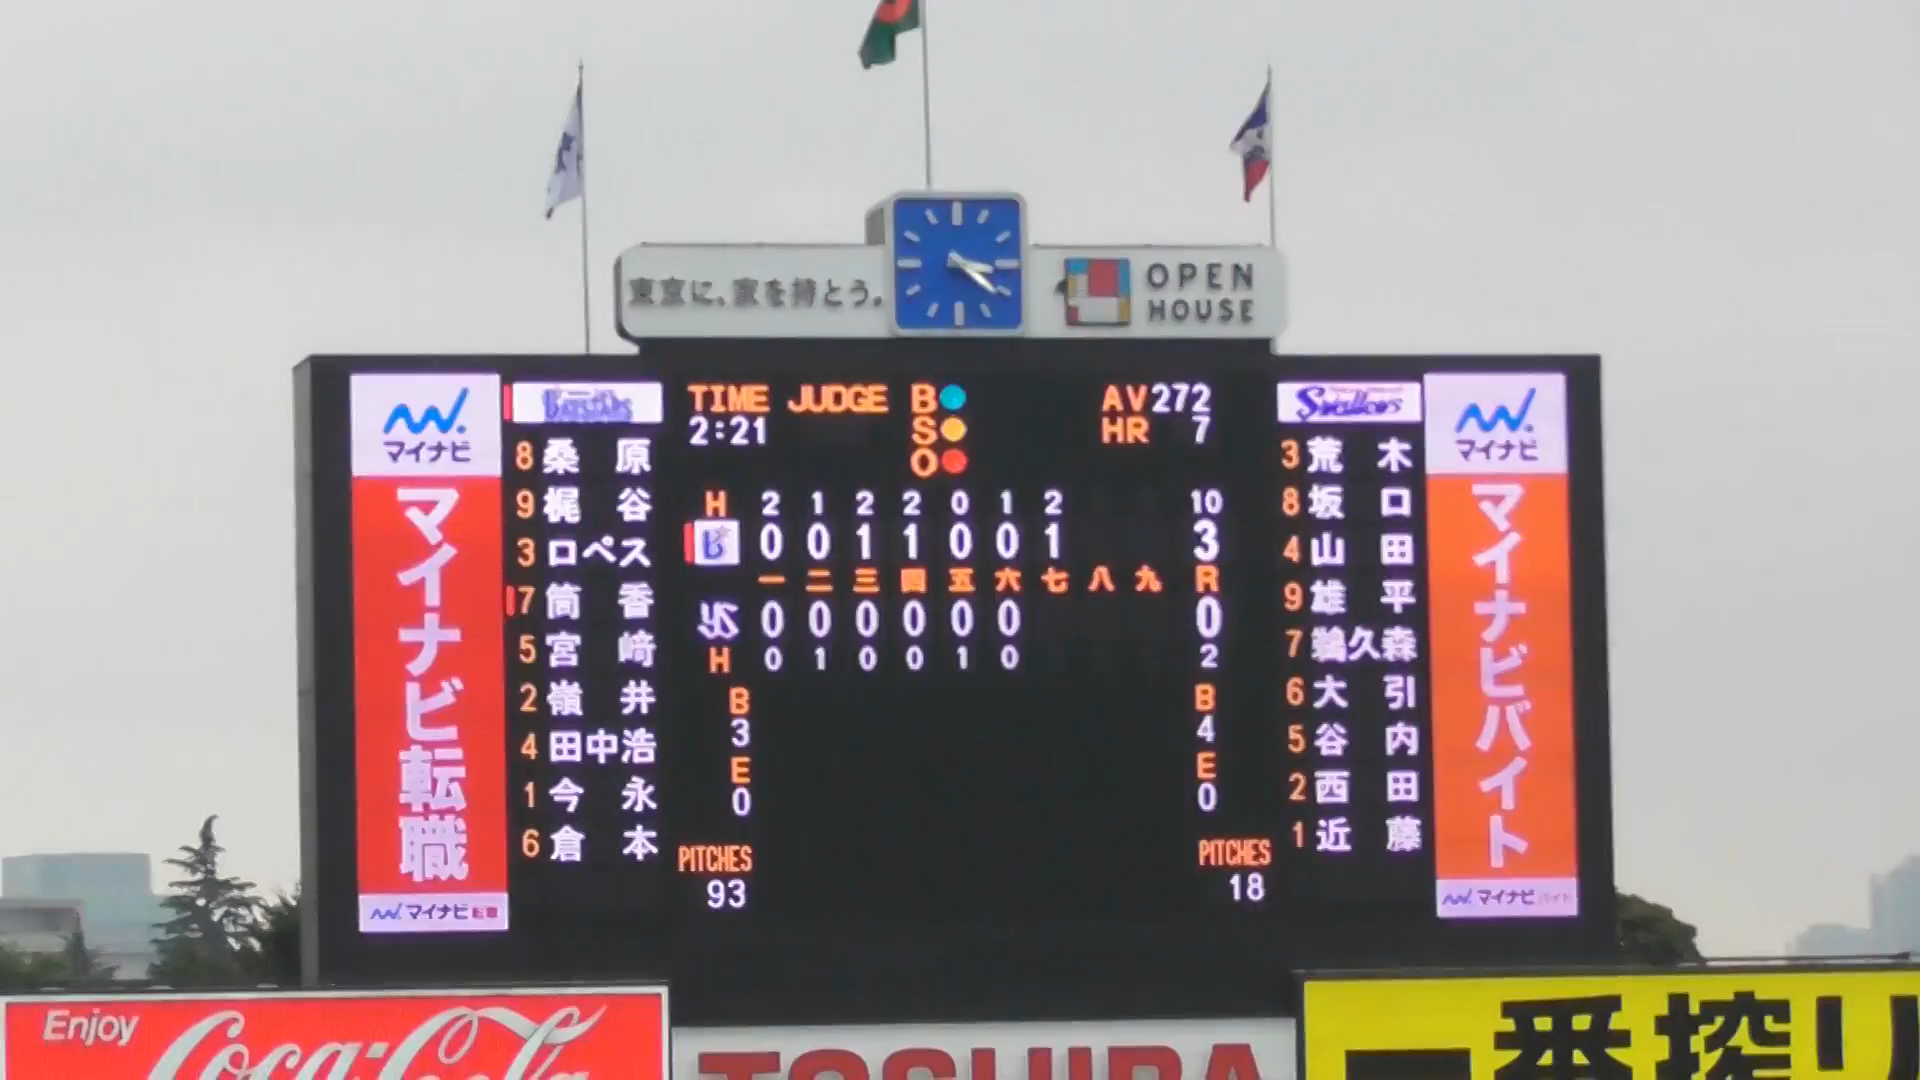 東京に、家を持とう。
OPEN
HOUSE
マイナビ
マイナビ転職
マイナビ転職
BAYSTARS
8 桑原
9 梶谷
3 ロペス
7 筒香
5 宮﨑
2 嶺井
4 田中浩
1 今永
6 倉本
TIME JUDGE B
2:21 S
O
AV 272
HR 7
H 2 1 2 2 0 1 2 10
B 0 0 1 1 0 0 1 3
一 二 三 四 五 六 七 八 九 R
YS 0 0 0 0 0 0 0
H 0 1 0 0 1 0 2
B
3
E
0
PITCHES
93
B
4
E
0
PITCHES
18
Swallows
3 荒木
8 坂口
4 山田
9 雄平
7 鵜久森
6 大引
5 谷内
2 西田
1 近藤
マイナビ
マイナビバイト
マイナビバイト
Enjoy
Coca-Cola
TOSHIBA
一番搾り